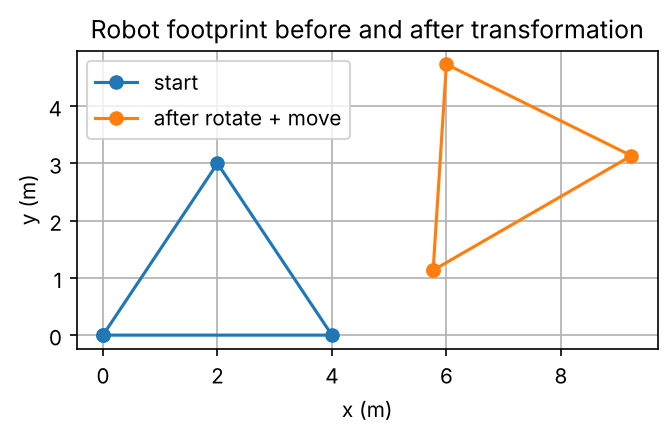 Robot footprint before and after transformation
start
after rotate + move
4
3
2
1
0
y (m)
0 2 4 6 8
x (m)